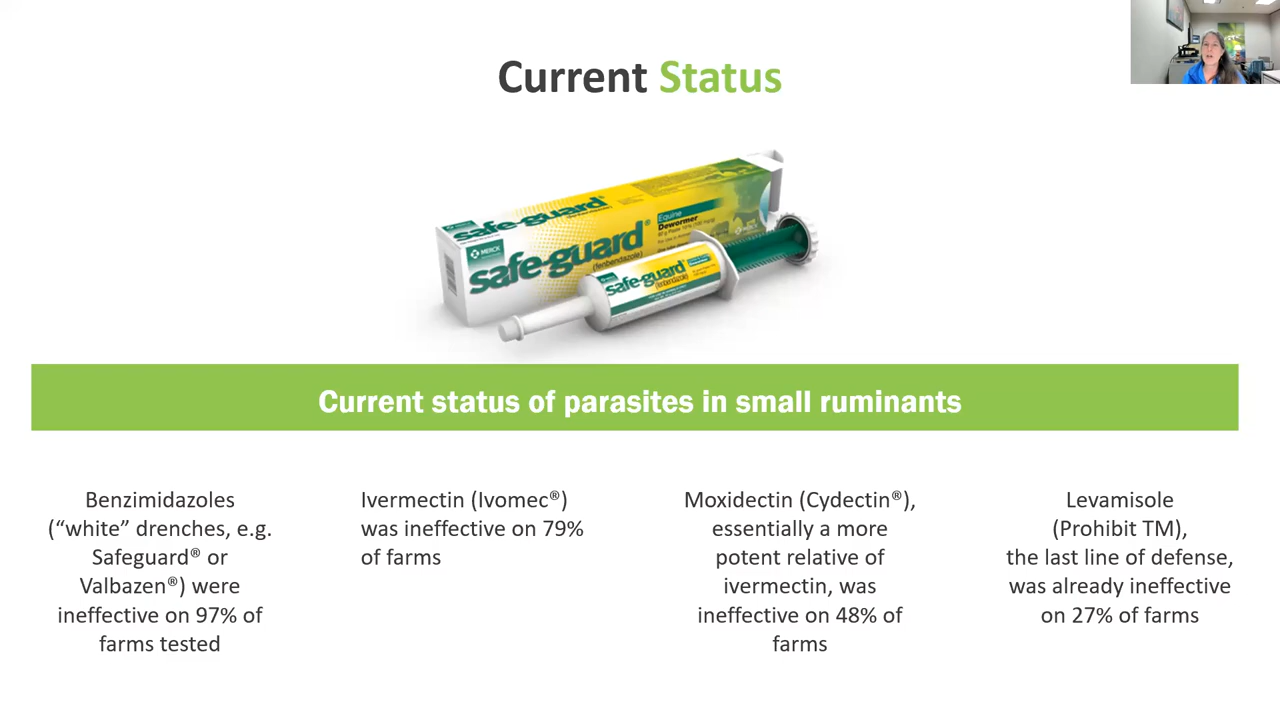 Current Status
safe-guard®
MERCK
safe-guard®
(fenbendazole)
Equine
Dewormer
safe-guard®
(fenbendazole)
Current status of parasites in small ruminants
Benzimidazoles
(“white” drenches, e.g.
Safeguard® or
Valbazen®) were
ineffective on 97% of
farms tested
Ivermectin (Ivomec®)
was ineffective on 79%
of farms
Moxidectin (Cydectin®),
essentially a more
potent relative of
ivermectin, was
ineffective on 48% of
farms
Levamisole
(Prohibit TM),
the last line of defense,
was already ineffective
on 27% of farms